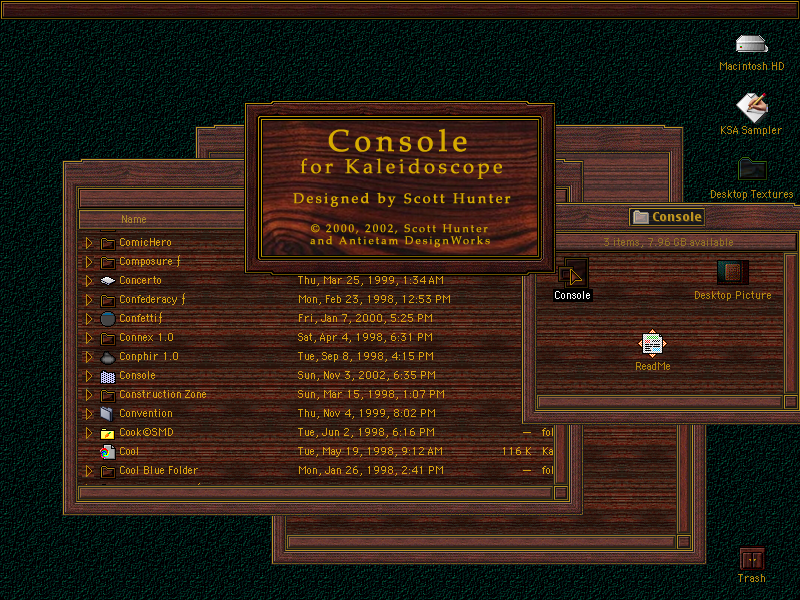 Macintosh HD
KSA Sampler
Desktop Textures
Console
for Kaleidoscope
Designed by Scott Hunter
© 2000, 2002, Scott Hunter
and Antietam DesignWorks
Console
3 items, 7.96 GB available
Console
Desktop Picture
ReadMe
Name
ComicHero
Composure ƒ
Concerto Thu, Mar 25, 1999, 1:34 AM
Confederacy ƒ Mon, Feb 23, 1998, 12:53 PM
Confettiƒ Fri, Jan 7, 2000, 5:25 PM
Connex 1.0 Sat, Apr 4, 1998, 6:31 PM
Conphir 1.0 Tue, Sep 8, 1998, 4:15 PM
Console Sun, Nov 3, 2002, 6:35 PM
Construction Zone Sun, Mar 15, 1998, 1:07 PM
Convention Thu, Nov 4, 1999, 8:02 PM
Cook©SMD Tue, Jun 2, 1998, 6:16 PM — fol
Cool Tue, May 19, 1998, 9:12 AM 116 K Ka
Cool Blue Folder Mon, Jan 26, 1998, 2:41 PM — fol
Trash